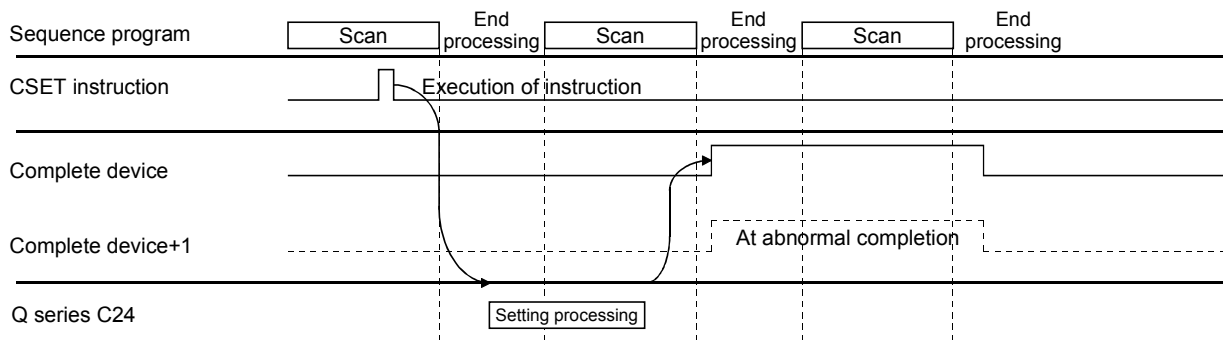 Sequence program
Scan
End processing
Scan
End processing
Scan
End processing
CSET instruction
Execution of instruction
Complete device
Complete device+1
At abnormal completion
Q series C24
Setting processing